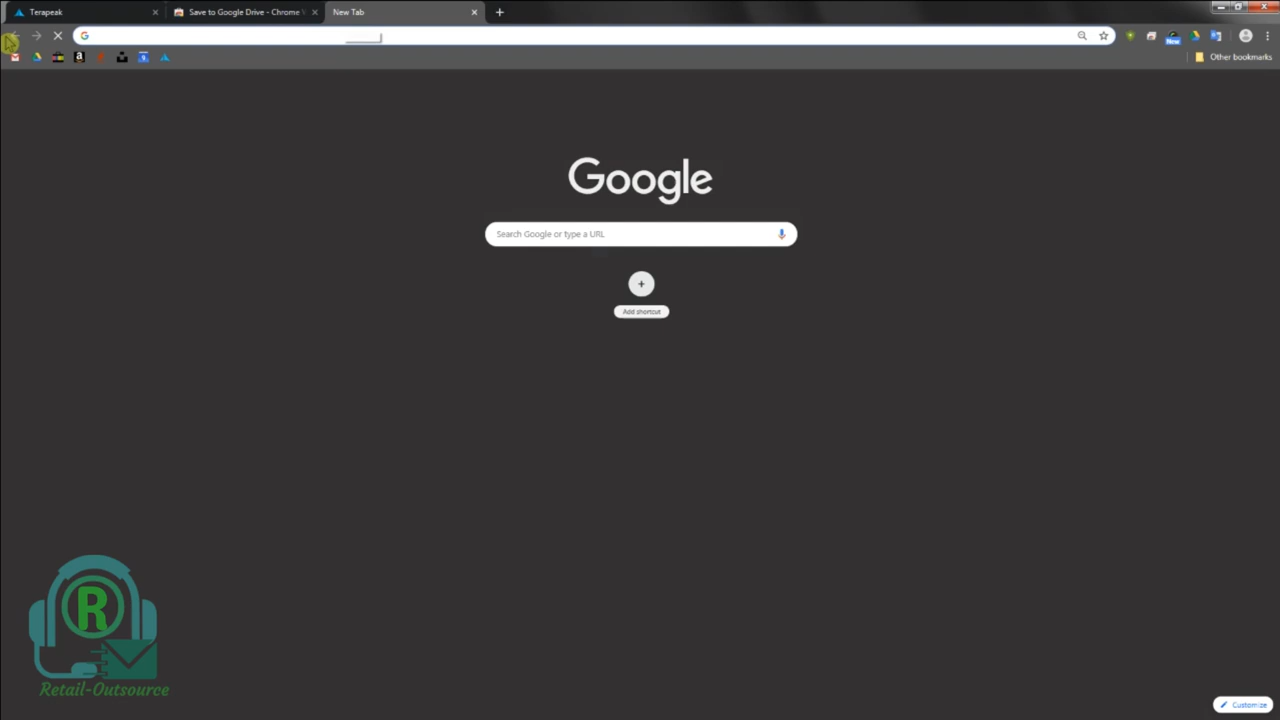 Terapeak
Save to Google Drive - Chrome
New Tab
New
Other bookmarks
Google
Search Google or type a URL
Add shortcut
R
Retail-Outsource
Customize